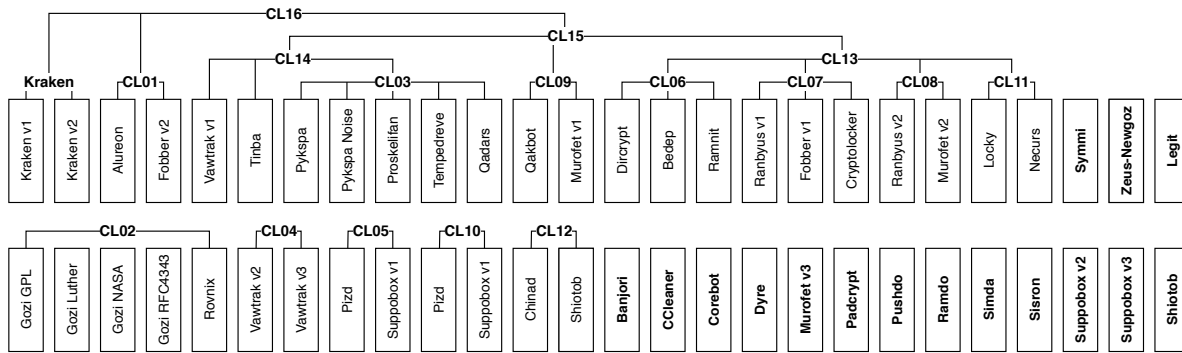 CL16
CL15
CL14 CL13
Kraken CL01 CL03 CL09 CL06 CL07 CL08 CL11
Kraken v1
Kraken v2
Alureon
Fobber v2
Vawtrak v1
Tinba
Pykspa
Pykspa Noise
Proskelifan
Tempedreve
Qadars
Qakbot
Murofet v1
Dircrypt
Bedep
Ramnit
Ranbyus v1
Fobber v1
Cryptolocker
Ranbyus v2
Murofet v2
Locky
Necurs
Symmi
Zeus-Newgoz
Legit
CL02 CL04 CL05 CL10 CL12
Gozi GPL
Gozi Luther
Gozi NASA
Gozi RFC4343
Rovnix
Vawtrak v2
Vawtrak v3
Pizd
Suppobox v1
Pizd
Suppobox v1
Chinad
Shiotob
Banjori
CCleaner
Corebot
Dyre
Murofet v3
Padcrypt
Pushdo
Ramdo
Simda
Sisron
Suppobox v2
Suppobox v3
Shiotob